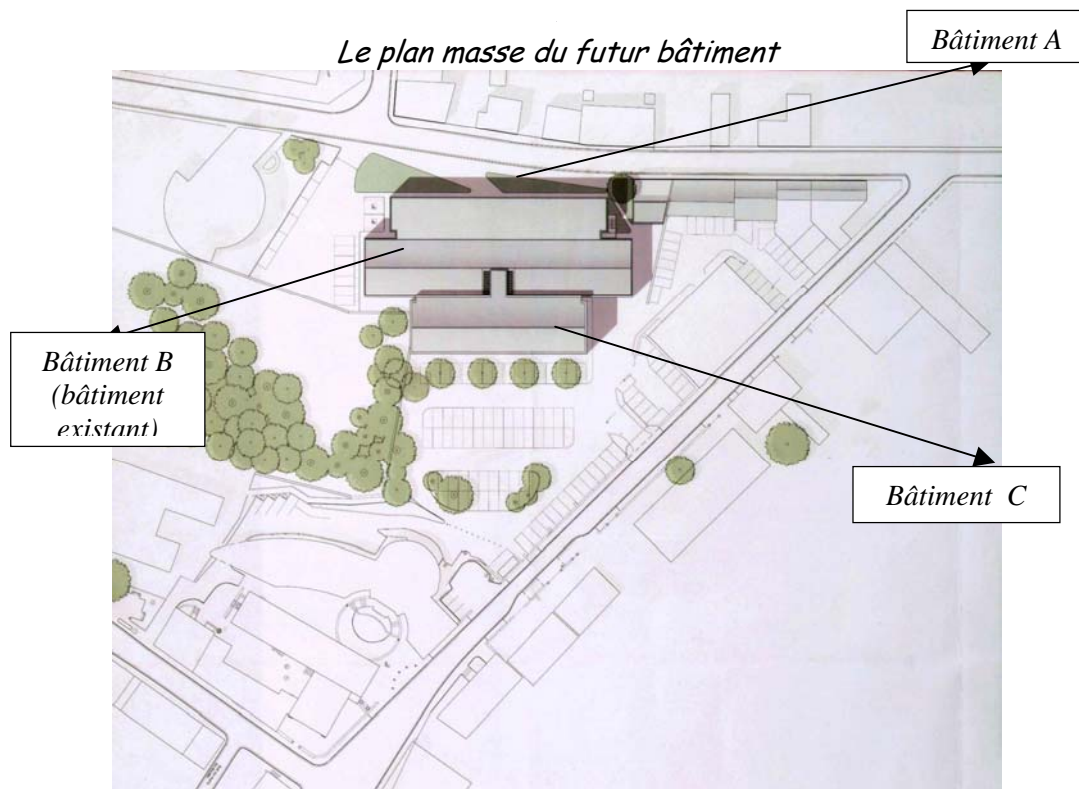 Le plan masse du futur bâtiment
Bâtiment A
Bâtiment B
(bâtiment
existant)
Bâtiment C